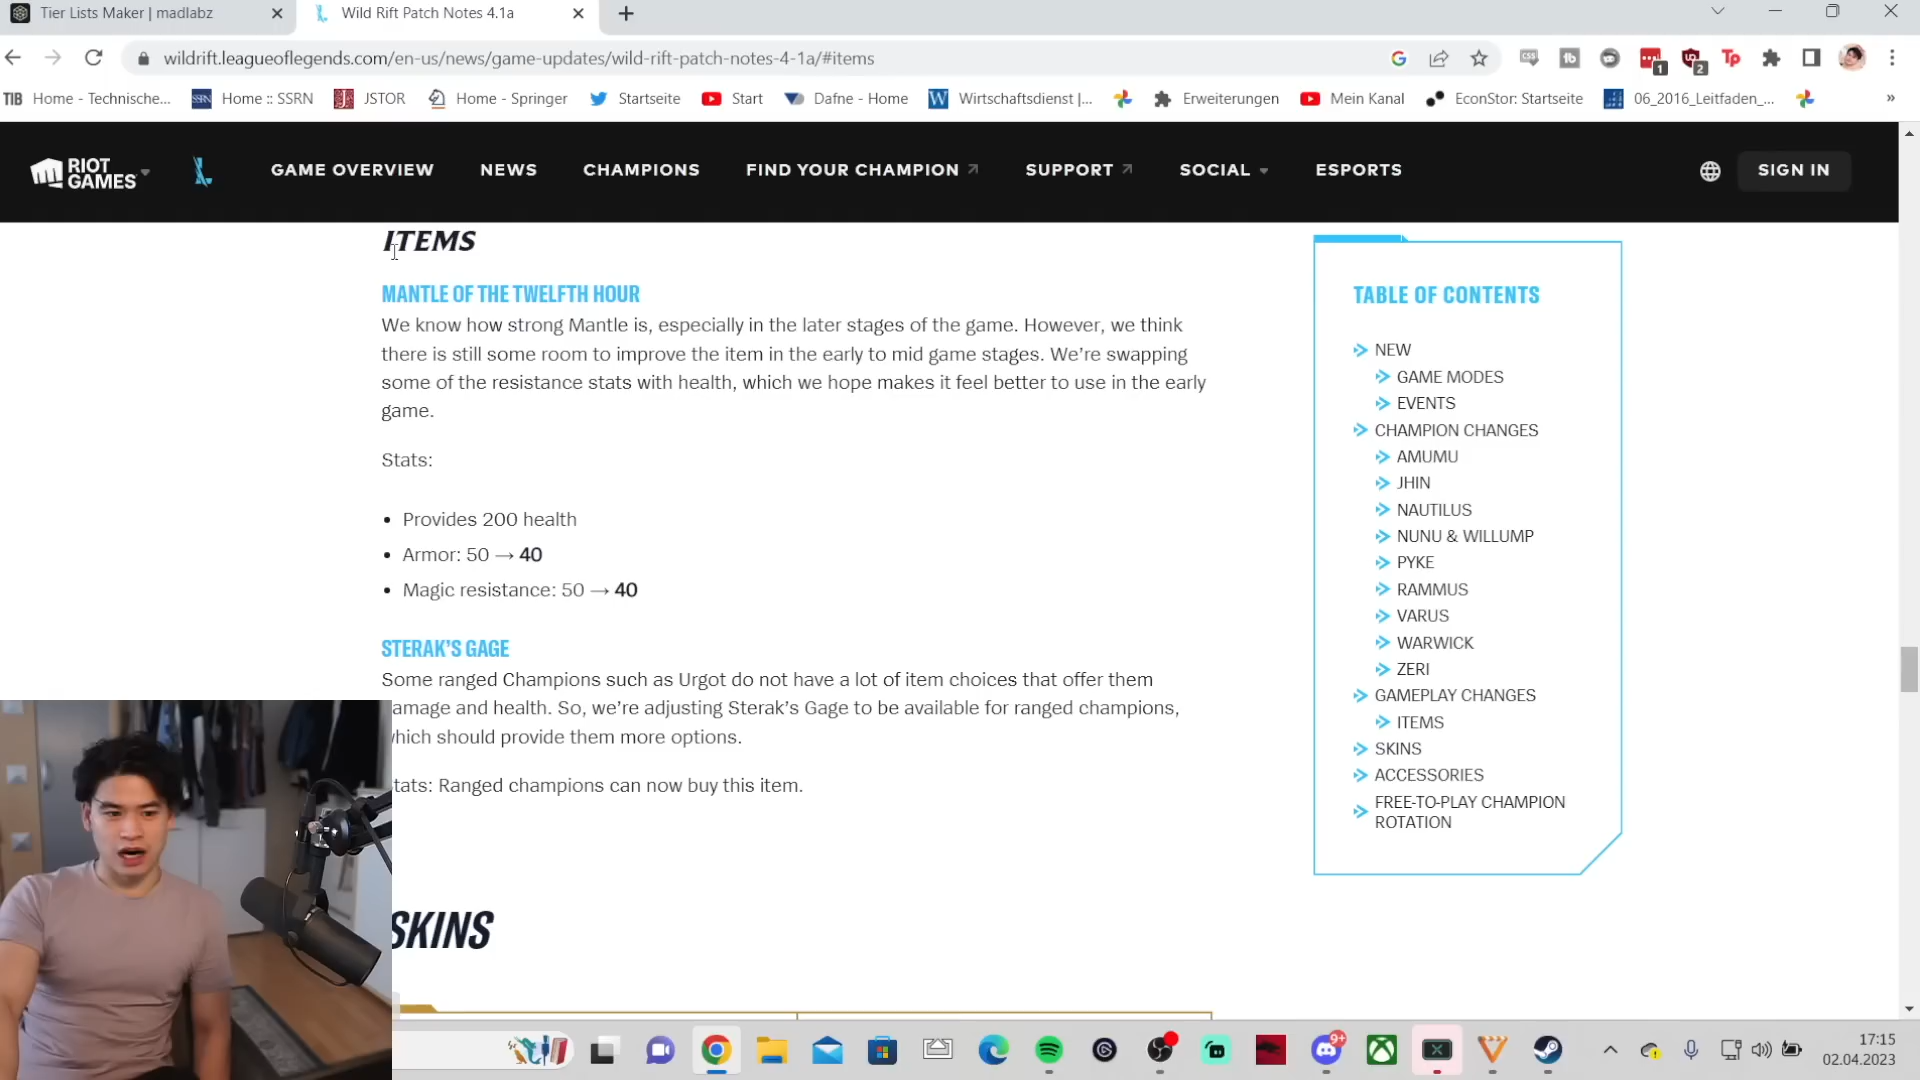 Tier Lists Maker | madlabz
Wild Rift Patch Notes 4.1a
wildrift.leagueoflegends.com/en-us/news/game-updates/wild-rift-patch-notes-4-1a/#items
TIB Home - Technische...
SSRN Home :: SSRN
JSTOR
Home - Springer
Startseite
Start
Dafne - Home
W Wirtschaftsdienst |...
Erweiterungen
Mein Kanal
EconStor: Startseite
06_2016_Leitfaden_...
»
RIOT GAMES
GAME OVERVIEW
NEWS
CHAMPIONS
FIND YOUR CHAMPION
SUPPORT
SOCIAL
ESPORTS
SIGN IN
ITEMS
MANTLE OF THE TWELFTH HOUR
We know how strong Mantle is, especially in the later stages of the game. However, we think
there is still some room to improve the item in the early to mid game stages. We’re swapping
some of the resistance stats with health, which we hope makes it feel better to use in the early
game.
Stats:
• Provides 200 health
• Armor: 50 → 40
• Magic resistance: 50 → 40
STERAK’S GAGE
Some ranged Champions such as Urgot do not have a lot of item choices that offer them
damage and health. So, we’re adjusting Sterak’s Gage to be available for ranged champions,
which should provide them more options.
Stats: Ranged champions can now buy this item.
SKINS
TABLE OF CONTENTS
NEW
GAME MODES
EVENTS
CHAMPION CHANGES
AMUMU
JHIN
NAUTILUS
NUNU & WILLUMP
PYKE
RAMMUS
VARUS
WARWICK
ZERI
GAMEPLAY CHANGES
ITEMS
SKINS
ACCESSORIES
FREE-TO-PLAY CHAMPION
ROTATION
9+
17:15
02.04.2023